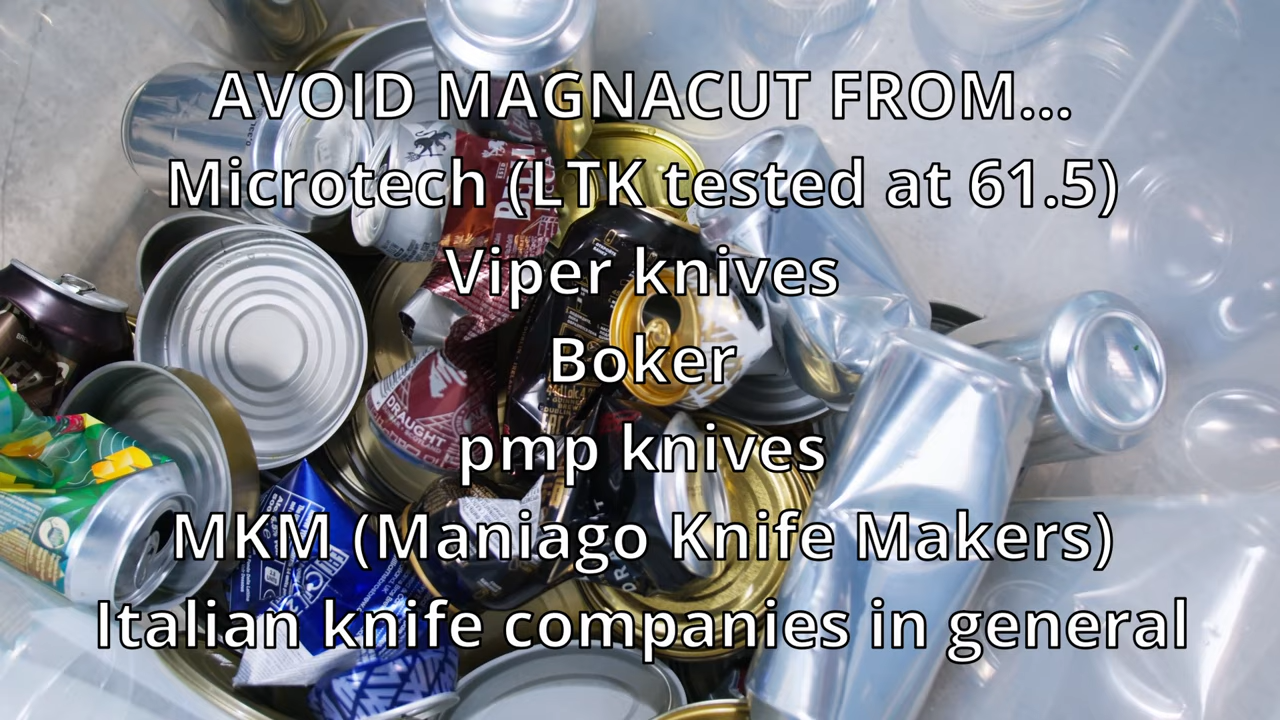 AVOID MAGNACUT FROM...
Microtech (LTK tested at 61.5)
Viper knives
Boker
pmp knives
MKM (Maniago Knife Makers)
Italian knife companies in general
DRAUGHT